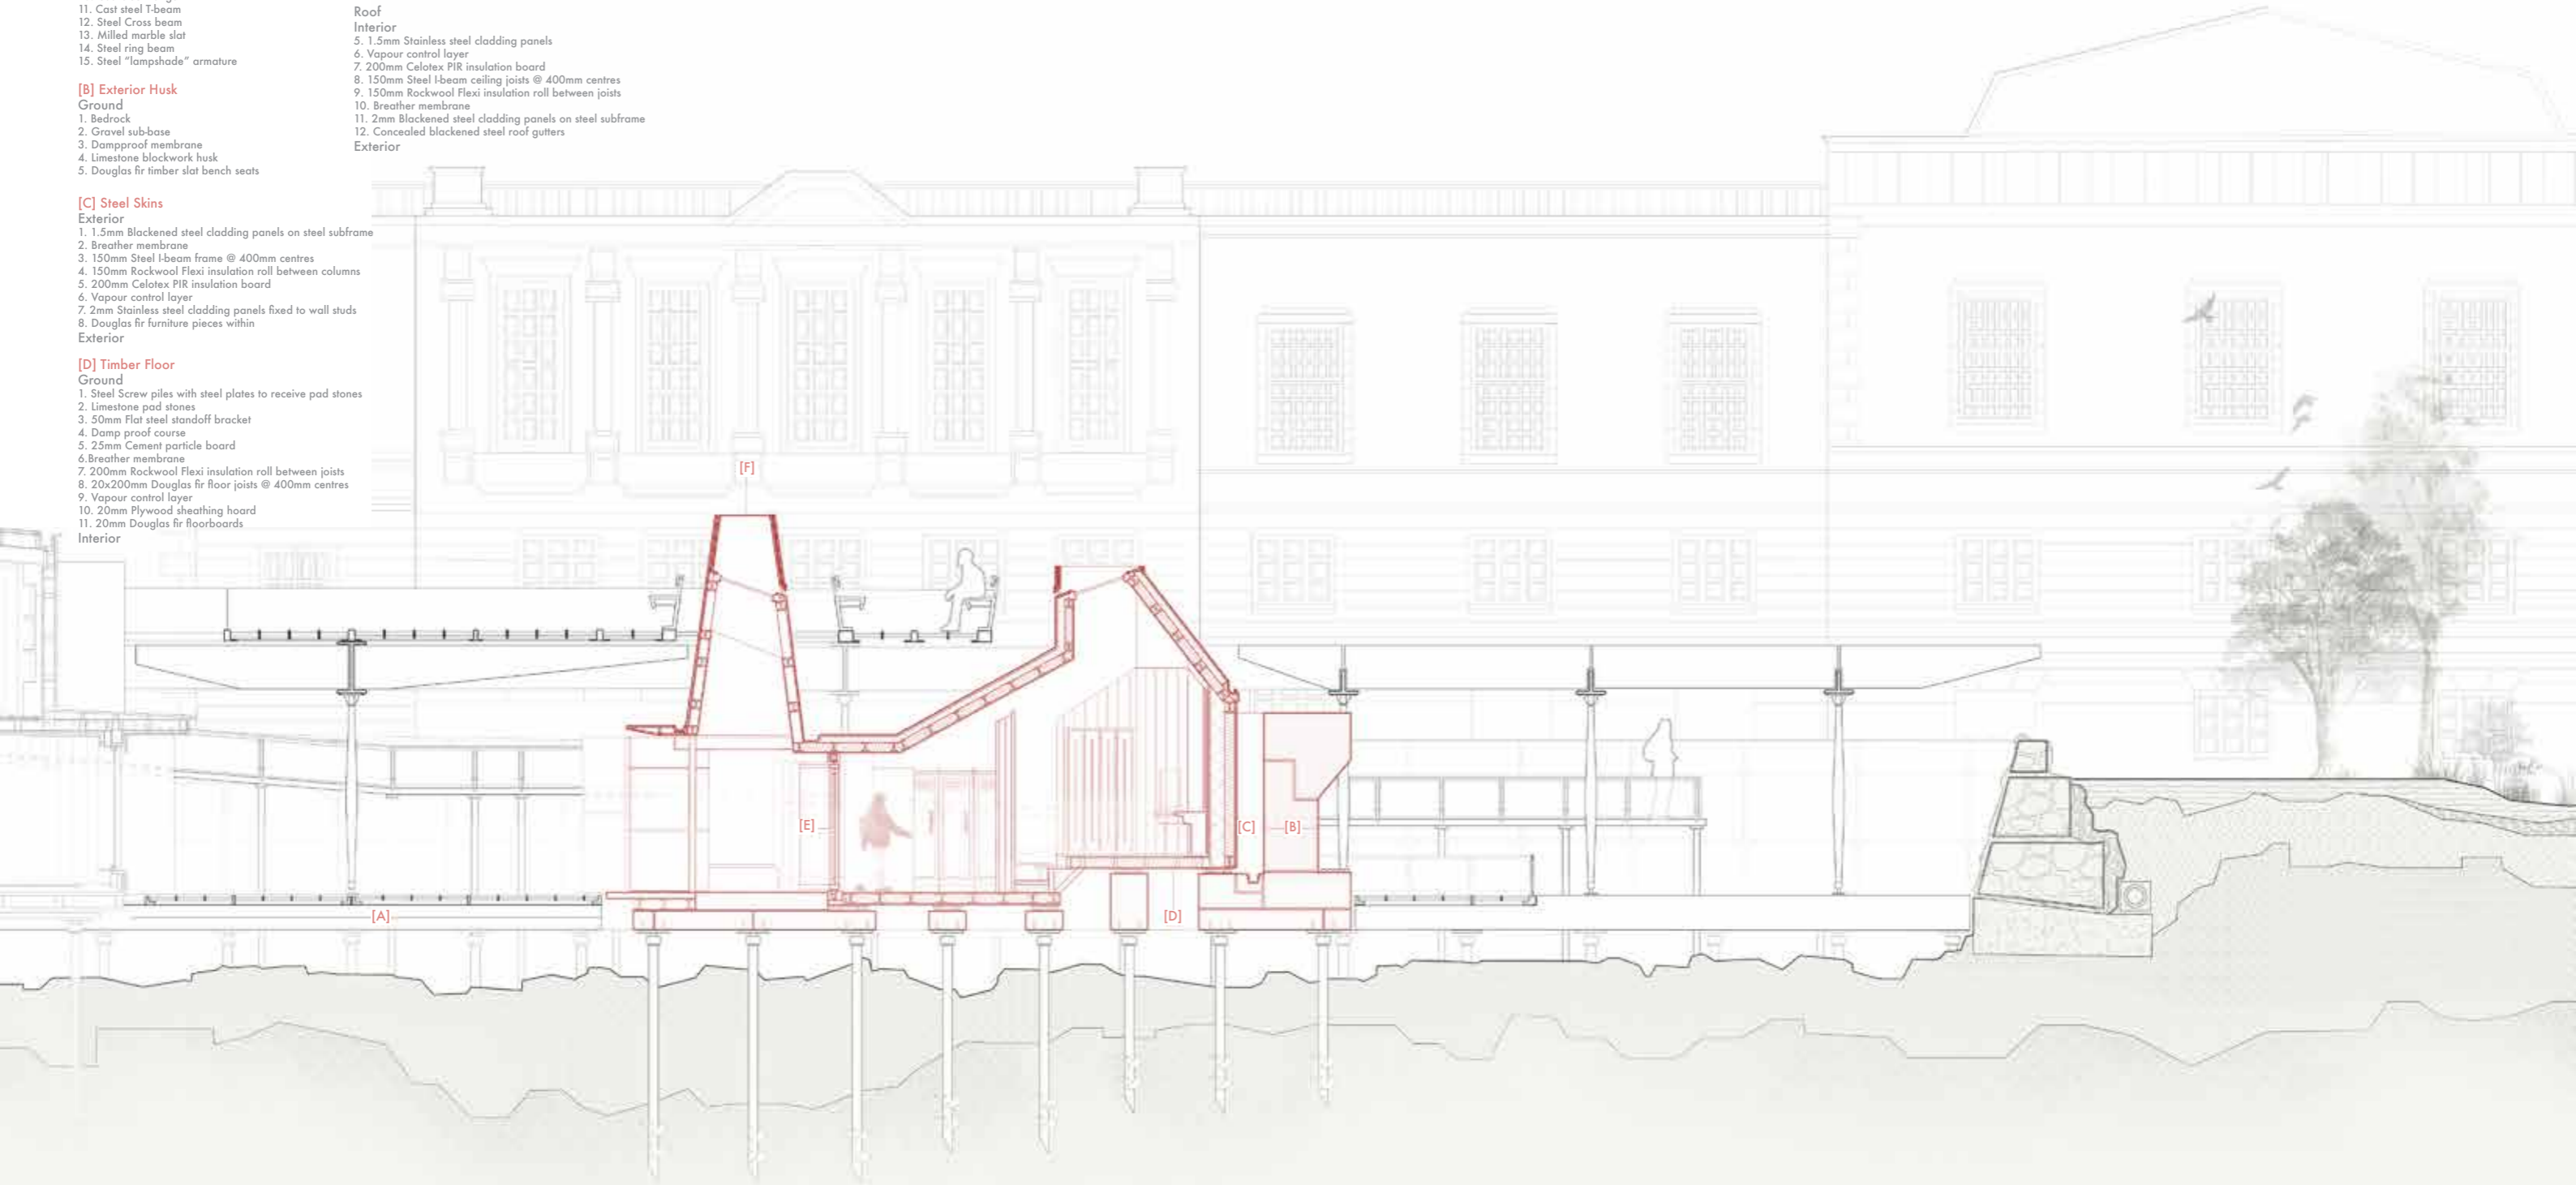 11. Cast steel T-beam
12. Steel Cross beam
13. Milled marble slat
14. Steel ring beam
15. Steel "lampshade" armature
[B] Exterior Husk
Ground
1. Bedrock
2. Gravel sub-base
3. Dampproof membrane
4. Limestone blockwork husk
5. Douglas fir timber slat bench seats
[C] Steel Skins
Exterior
1. 1.5mm Blackened steel cladding panels on steel subframe
2. Breather membrane
3. 150mm Steel I-beam frame @ 400mm centres
4. 150mm Rockwool Flexi insulation roll between columns
5. 200mm Celotex PIR insulation board
6. Vapour control layer
7. 2mm Stainless steel cladding panels fixed to wall studs
8. Douglas fir furniture pieces within
Exterior
[D] Timber Floor
Ground
1. Steel Screw piles with steel plates to receive pad stones
2. Limestone pad stones
3. 50mm Flat steel standoff bracket
4. Damp proof course
5. 25mm Cement particle board
6.Breather membrane
7. 200mm Rockwool Flexi insulation roll between joists
8. 20x200mm Douglas fir floor joists @ 400mm centres
9. Vapour control layer
10. 20mm Plywood sheathing hoard
11. 20mm Douglas fir floorboards
Interior
Roof
Interior
5. 1.5mm Stainless steel cladding panels
6. Vapour control layer
7. 200mm Celotex PIR insulation board
8. 150mm Steel I-beam ceiling joists @ 400mm centres
9. 150mm Rockwool Flexi insulation roll between joists
10. Breather membrane
11. 2mm Blackened steel cladding panels on steel subframe
12. Concealed blackened steel roof gutters
Exterior
[F]
[E]
[C]
[B]
[A]
[D]